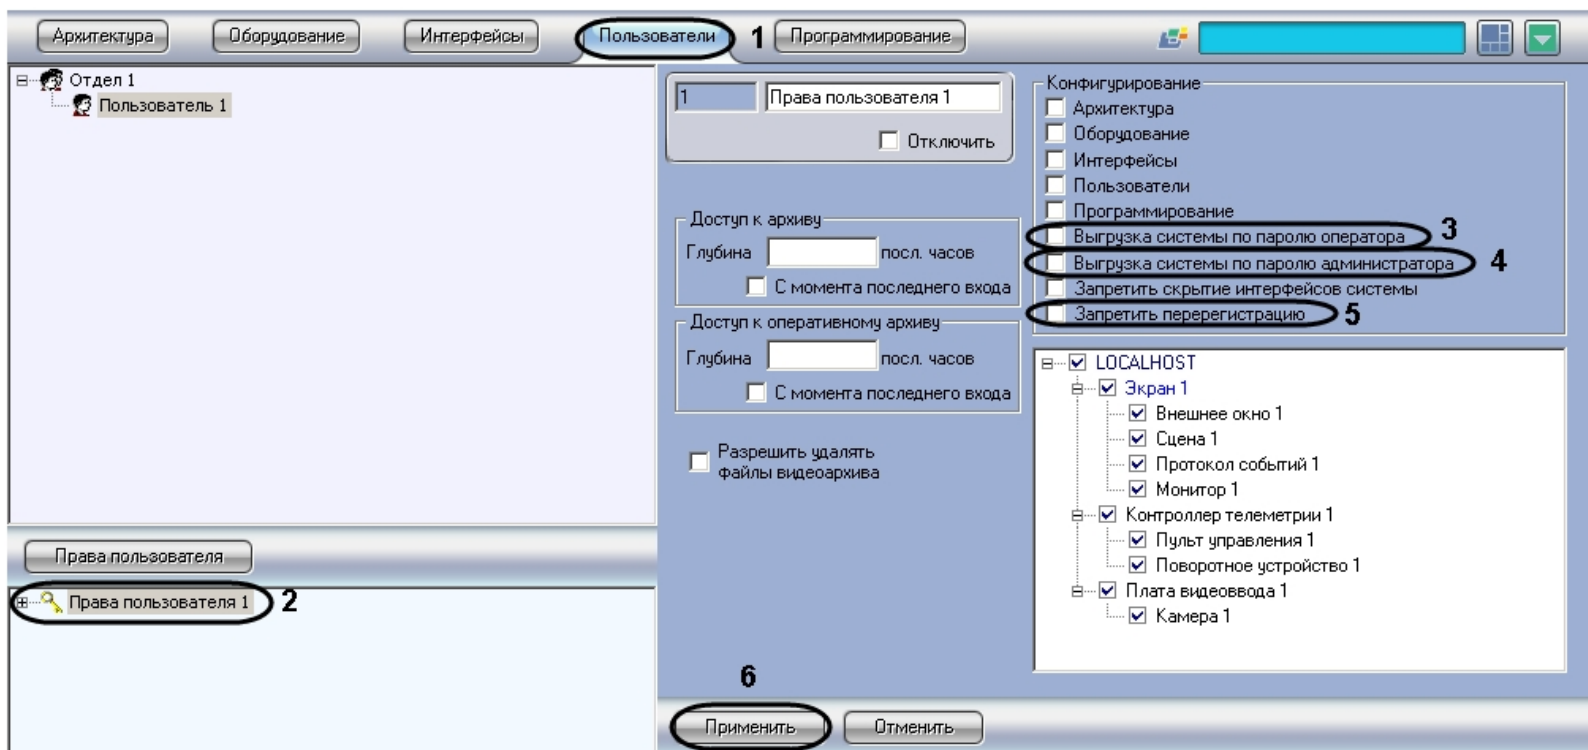 Архитектура Оборудование Интерфейсы Пользователи 1 Программирование
Отдел 1
Пользователь 1
Права пользователя
Права пользователя 1 2
1 Права пользователя 1
Отключить
Доступ к архиву
Глубина посл. часов
С момента последнего входа
Доступ к оперативному архиву
Глубина посл. часов
С момента последнего входа
Разрешить удалять
файлы видеоархива
Конфигурирование
Архитектура
Оборудование
Интерфейсы
Пользователи
Программирование
Выгрузка системы по паролю оператора 3
Выгрузка системы по паролю администратора 4
Запретить скрытие интерфейсов системы
Запретить перерегистрацию 5
LOCALHOST
Экран 1
Внешнее окно 1
Сцена 1
Протокол событий 1
Монитор 1
Контроллер телеметрии 1
Пульт управления 1
Поворотное устройство 1
Плата видеоввода 1
Камера 1
6
Применить Отменить